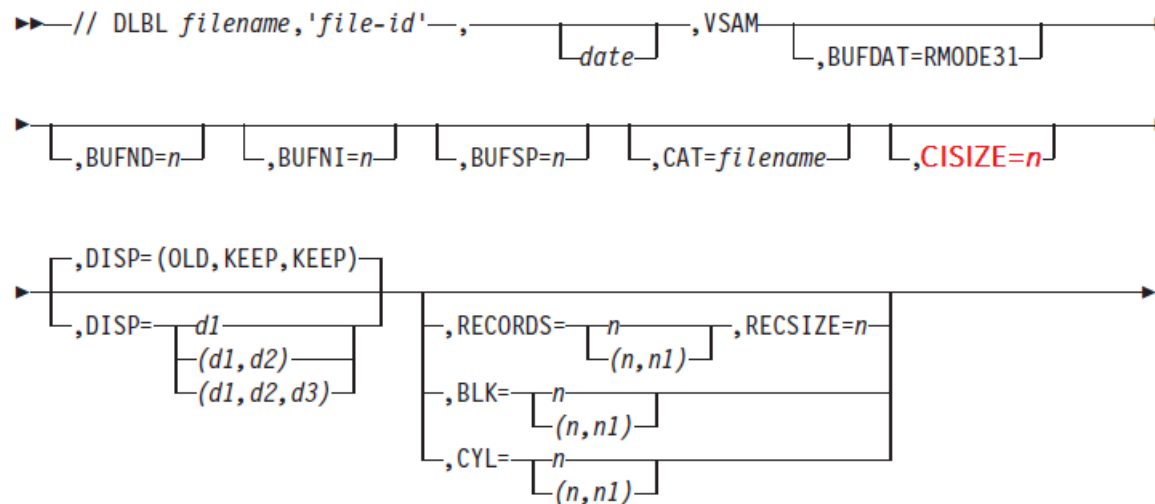 // DLBL filename,'file-id' , ,VSAM
date ,BUFDAT=RMODE31
,BUFND=n ,BUFNI=n ,BUFSP=n ,CAT=filename ,CISIZE=n
,DISP=(OLD,KEEP,KEEP)
,DISP= d1 ,RECORDS= n ,RECSIZE=n
(d1,d2) (n,n1)
(d1,d2,d3) ,BLK= n
(n,n1)
,CYL= n
(n,n1)